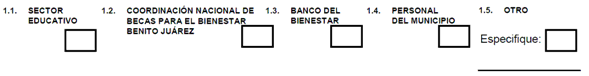 1.1. SECTOR EDUCATIVO
1.2. COORDINACIÓN NACIONAL DE BECAS PARA EL BIENESTAR BENITO JUÁREZ
1.3. BANCO DEL BIENESTAR
1.4. PERSONAL DEL MUNICIPIO
1.5. OTRO
Especifique: